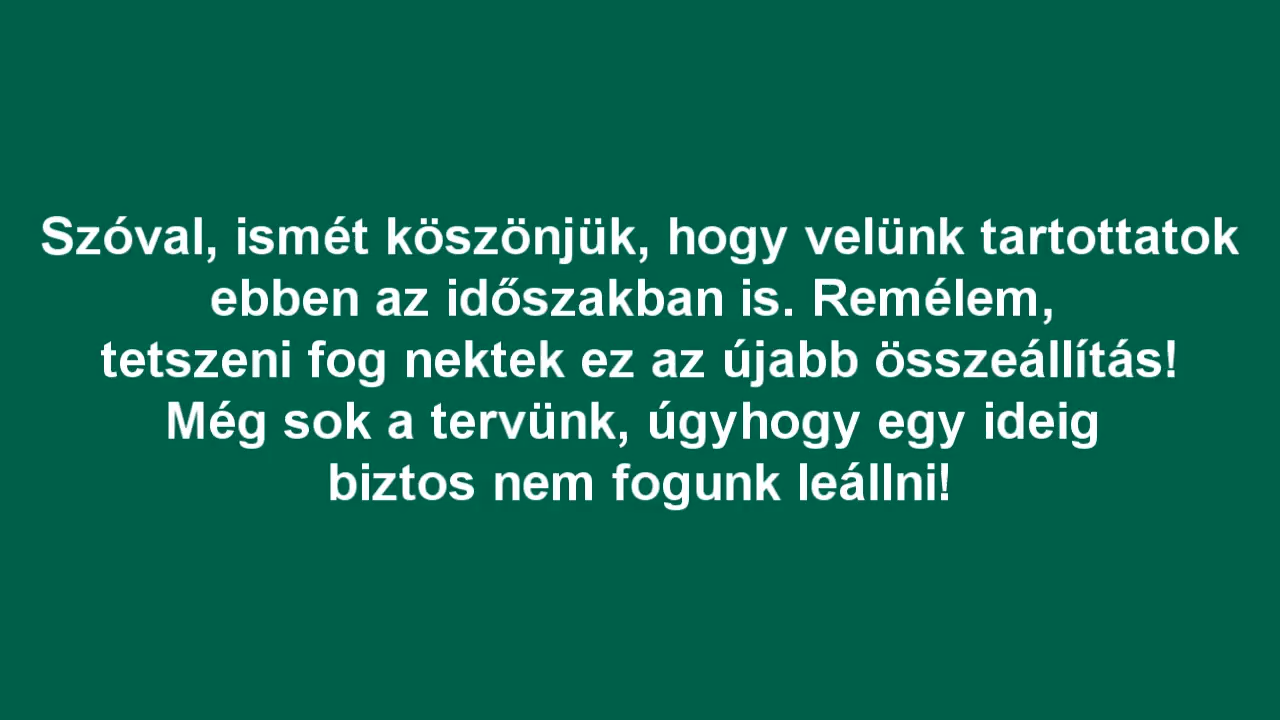 Szóval, ismét köszönjük, hogy velünk tartottatok
ebben az időszakban is. Remélem,
tetszeni fog nektek ez az újabb összeállítás!
Még sok a tervünk, úgyhogy egy ideig
biztos nem fogunk leállni!